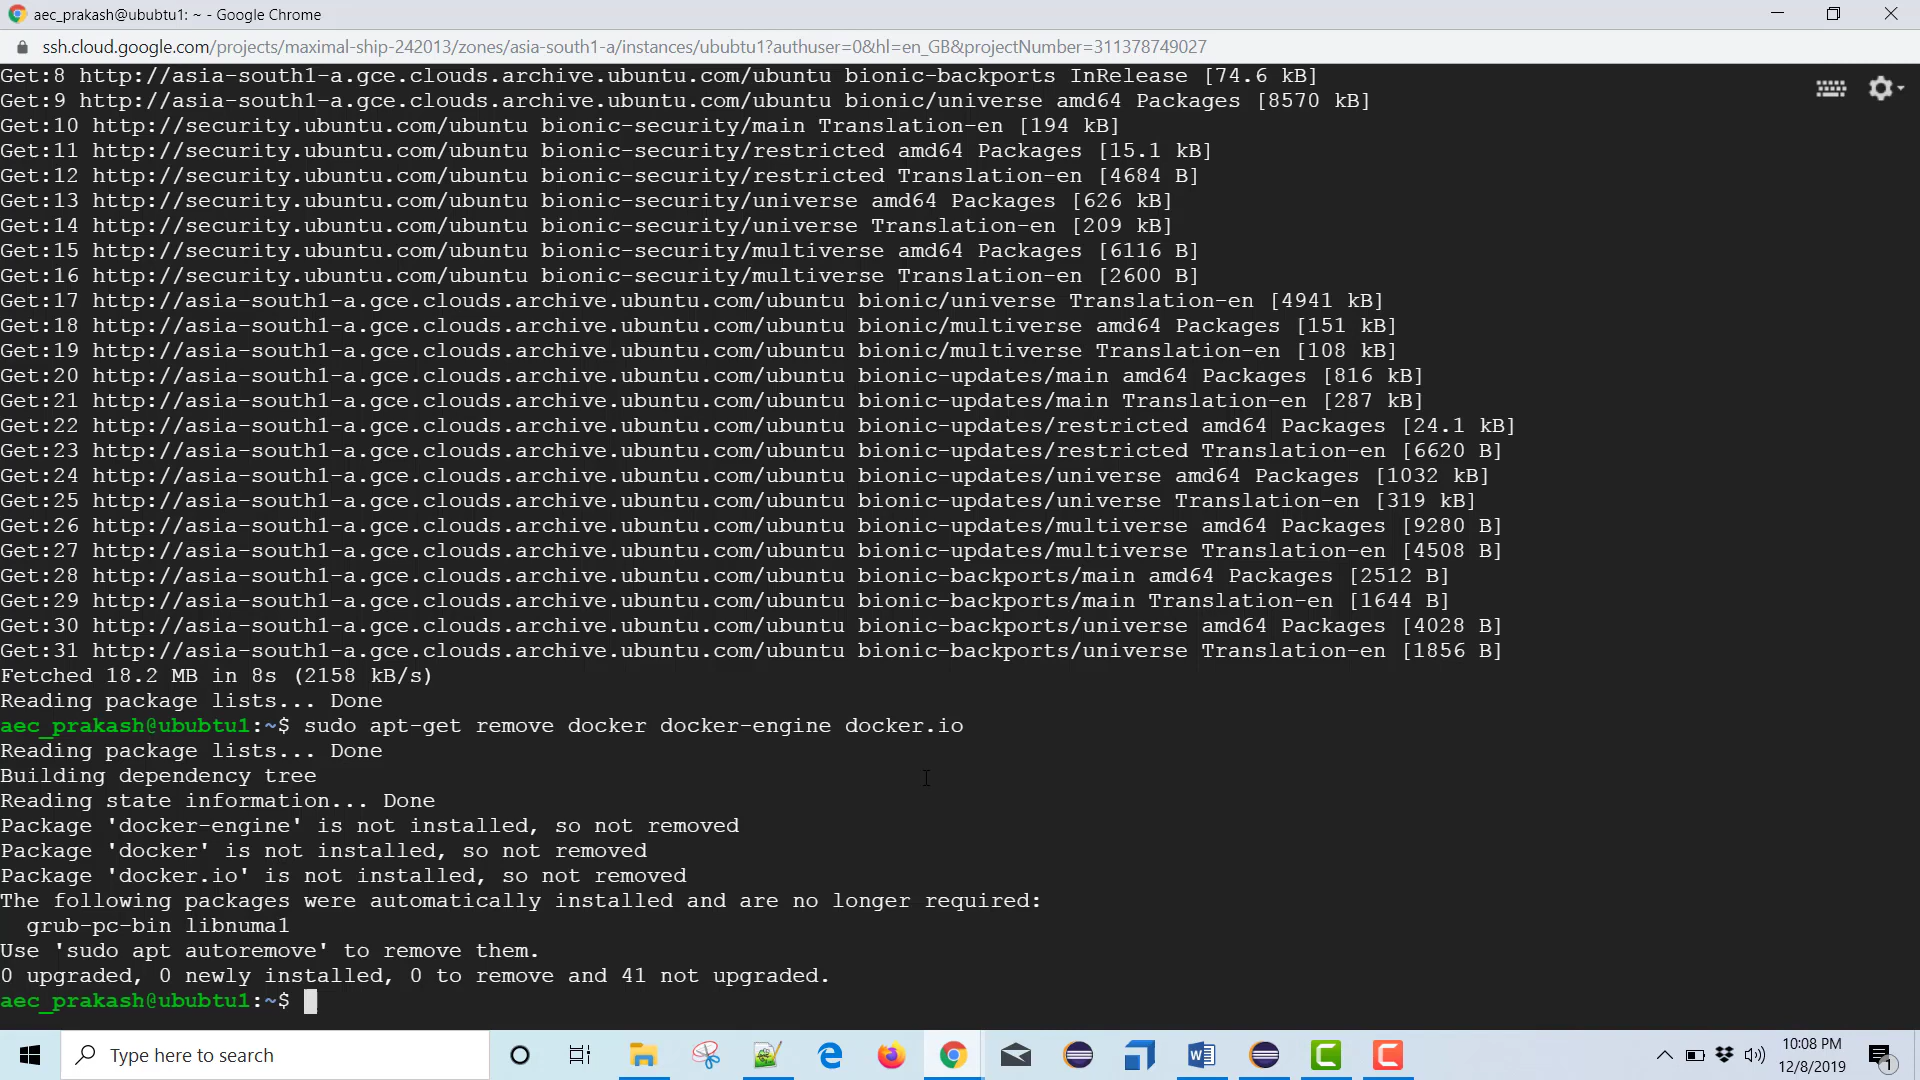 aec_prakash@ububtu1: ~ - Google Chrome
ssh.cloud.google.com/projects/maximal-ship-242013/zones/asia-south1-a/instances/ububtu1?authuser=0&hl=en_GB&projectNumber=311378749027
Get:8 http://asia-south1-a.gce.clouds.archive.ubuntu.com/ubuntu bionic-backports InRelease [74.6 kB]
Get:9 http://asia-south1-a.gce.clouds.archive.ubuntu.com/ubuntu bionic/universe amd64 Packages [8570 kB]
Get:10 http://security.ubuntu.com/ubuntu bionic-security/main Translation-en [194 kB]
Get:11 http://security.ubuntu.com/ubuntu bionic-security/restricted amd64 Packages [15.1 kB]
Get:12 http://security.ubuntu.com/ubuntu bionic-security/restricted Translation-en [4684 B]
Get:13 http://security.ubuntu.com/ubuntu bionic-security/universe amd64 Packages [626 kB]
Get:14 http://security.ubuntu.com/ubuntu bionic-security/universe Translation-en [209 kB]
Get:15 http://security.ubuntu.com/ubuntu bionic-security/multiverse amd64 Packages [6116 B]
Get:16 http://security.ubuntu.com/ubuntu bionic-security/multiverse Translation-en [2600 B]
Get:17 http://asia-south1-a.gce.clouds.archive.ubuntu.com/ubuntu bionic/universe Translation-en [4941 kB]
Get:18 http://asia-south1-a.gce.clouds.archive.ubuntu.com/ubuntu bionic/multiverse amd64 Packages [151 kB]
Get:19 http://asia-south1-a.gce.clouds.archive.ubuntu.com/ubuntu bionic/multiverse Translation-en [108 kB]
Get:20 http://asia-south1-a.gce.clouds.archive.ubuntu.com/ubuntu bionic-updates/main amd64 Packages [816 kB]
Get:21 http://asia-south1-a.gce.clouds.archive.ubuntu.com/ubuntu bionic-updates/main Translation-en [287 kB]
Get:22 http://asia-south1-a.gce.clouds.archive.ubuntu.com/ubuntu bionic-updates/restricted amd64 Packages [24.1 kB]
Get:23 http://asia-south1-a.gce.clouds.archive.ubuntu.com/ubuntu bionic-updates/restricted Translation-en [6620 B]
Get:24 http://asia-south1-a.gce.clouds.archive.ubuntu.com/ubuntu bionic-updates/universe amd64 Packages [1032 kB]
Get:25 http://asia-south1-a.gce.clouds.archive.ubuntu.com/ubuntu bionic-updates/universe Translation-en [319 kB]
Get:26 http://asia-south1-a.gce.clouds.archive.ubuntu.com/ubuntu bionic-updates/multiverse amd64 Packages [9280 B]
Get:27 http://asia-south1-a.gce.clouds.archive.ubuntu.com/ubuntu bionic-updates/multiverse Translation-en [4508 B]
Get:28 http://asia-south1-a.gce.clouds.archive.ubuntu.com/ubuntu bionic-backports/main amd64 Packages [2512 B]
Get:29 http://asia-south1-a.gce.clouds.archive.ubuntu.com/ubuntu bionic-backports/main Translation-en [1644 B]
Get:30 http://asia-south1-a.gce.clouds.archive.ubuntu.com/ubuntu bionic-backports/universe amd64 Packages [4028 B]
Get:31 http://asia-south1-a.gce.clouds.archive.ubuntu.com/ubuntu bionic-backports/universe Translation-en [1856 B]
Fetched 18.2 MB in 8s (2158 kB/s)
Reading package lists... Done
aec_prakash@ububtu1:~$ sudo apt-get remove docker docker-engine docker.io
Reading package lists... Done
Building dependency tree
Reading state information... Done
Package 'docker-engine' is not installed, so not removed
Package 'docker' is not installed, so not removed
Package 'docker.io' is not installed, so not removed
The following packages were automatically installed and are no longer required:
  grub-pc-bin libnuma1
Use 'sudo apt autoremove' to remove them.
0 upgraded, 0 newly installed, 0 to remove and 41 not upgraded.
aec_prakash@ububtu1:~$
Type here to search
10:08 PM
12/8/2019
1